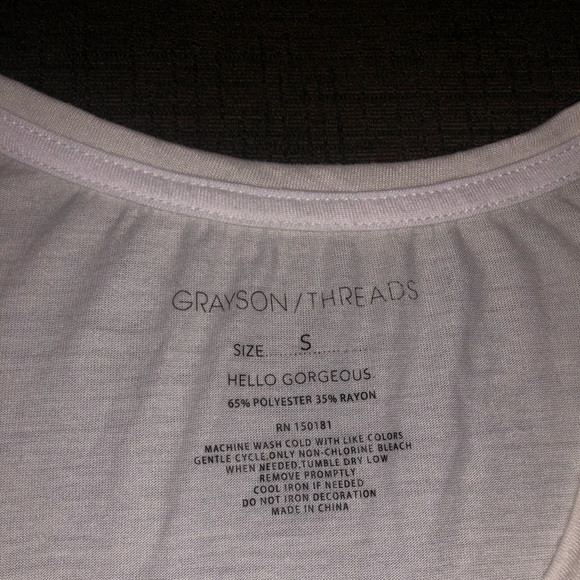 GRAYSON/THREADS
SIZE......S..............
HELLO GORGEOUS.
65% POLYESTER 35% RAYON
RN 150181
MACHINE WASH COLD WITH LIKE COLORS
GENTLE CYCLE,ONLY NON-CHLORINE BLEACH
WHEN NEEDED,TUMBLE DRY LOW
REMOVE PROMPTLY
COOL IRON IF NEEDED
DO NOT IRON DECORATION
MADE IN CHINA